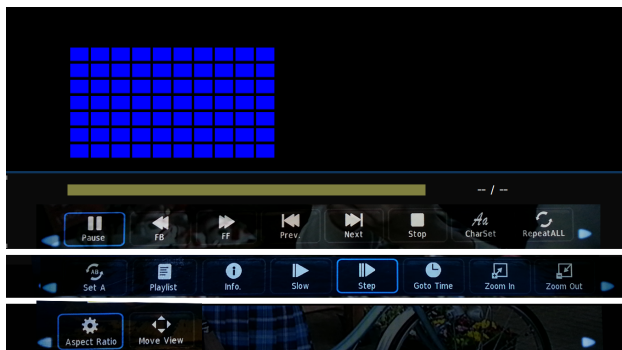 -- / --
Pause FB FF Prev. Next Stop Aa CharSet RepeatALL
AB
Set A Playlist Info. Slow Step Goto Time Zoom In Zoom Out
Aspect Ratio Move View